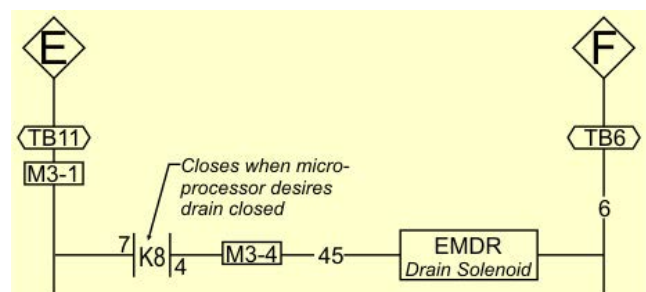 E
F
TB11
TB6
M3-1
Closes when micro-
processor desires
drain closed
6
7
K8
4
M3-4
45
EMDR
Drain Solenoid